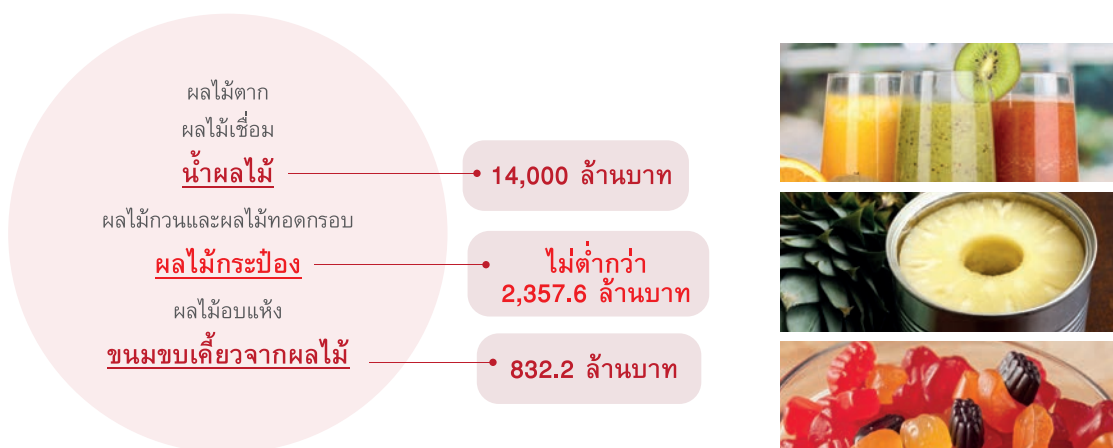 ผลไม้ตาก
ผลไม้เชื่อม
น้ำผลไม้
14,000 ล้านบาท
ผลไม้กวนและผลไม้ทอดกรอบ
ผลไม้กระป๋อง
ไม่ต่ำกว่า
2,357.6 ล้านบาท
ผลไม้อบแห้ง
ขนมขบเคี้ยวจากผลไม้
832.2 ล้านบาท